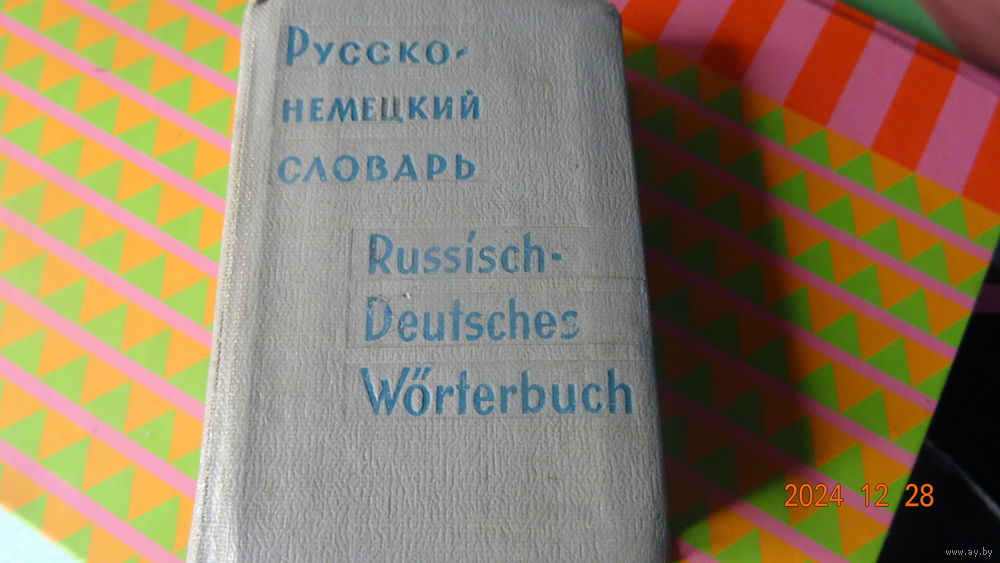 Русско-
немецкий
словарь
Russisch-
Deutsches
Wörterbuch
2024 12 28
www.ay.by